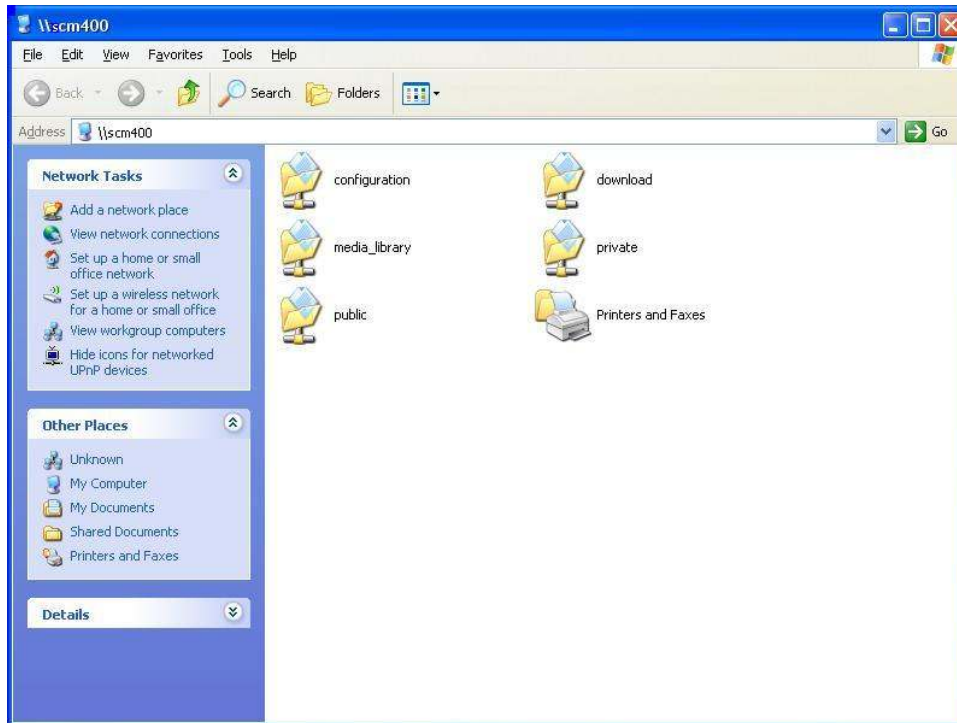 \\scm400
File Edit View Favorites Tools Help
Back Search Folders
Address \\scm400 Go
Network Tasks
Add a network place
View network connections
Set up a home or small
office network
Set up a wireless network
for a home or small office
View workgroup computers
Hide icons for networked
UPnP devices
Other Places
Unknown
My Computer
My Documents
Shared Documents
Printers and Faxes
Details
configuration
download
media_library
private
public
Printers and Faxes